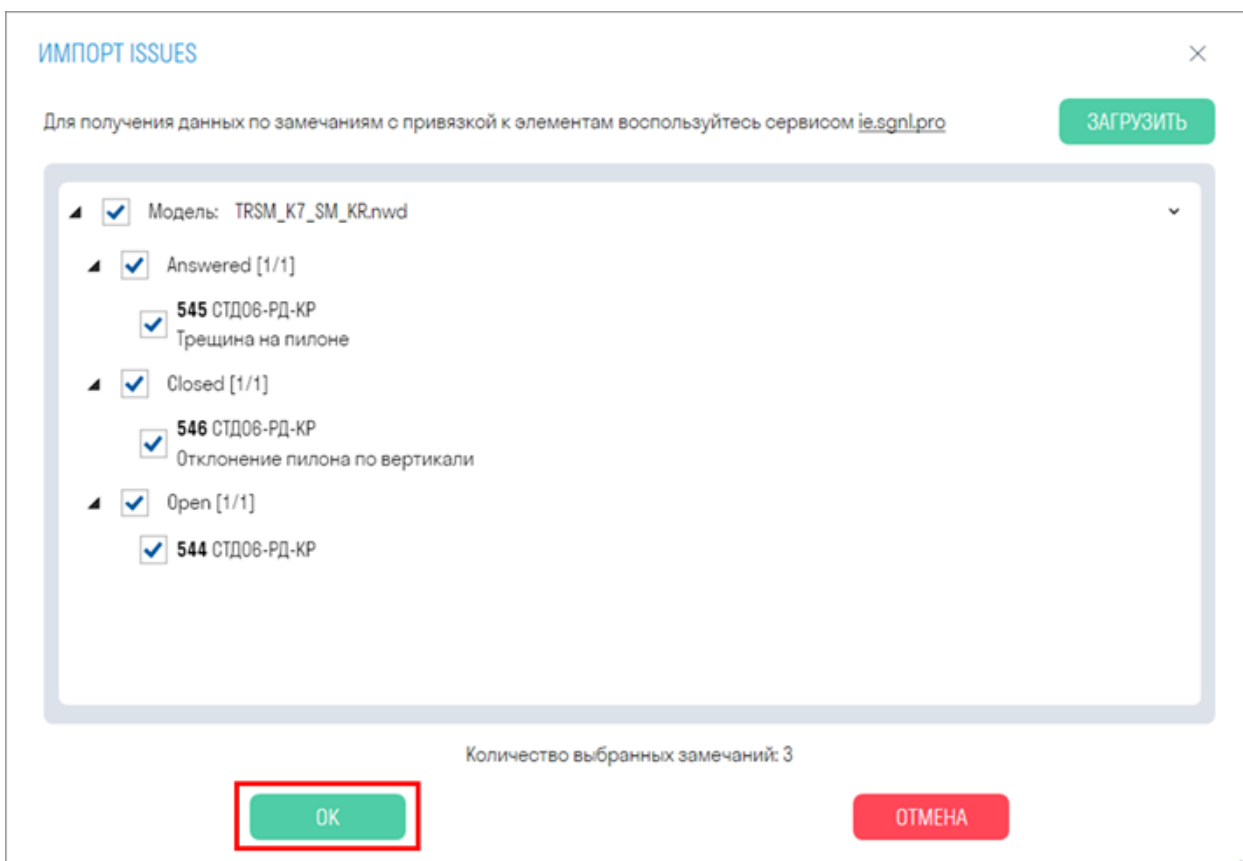 ИМПОРТ ISSUES
Для получения данных по замечаниям с привязкой к элементам воспользуйтесь сервисом ie.sgnl.pro
ЗАГРУЗИТЬ
Модель: TRSM_K7_SM_KR.nwd
Answered [1/1]
545 СТД06-РД-КР
Трещина на пилоне
Closed [1/1]
546 СТД06-РД-КР
Отклонение пилона по вертикали
Open [1/1]
544 СТД06-РД-КР
Количество выбранных замечаний: 3
ОК
ОТМЕНА